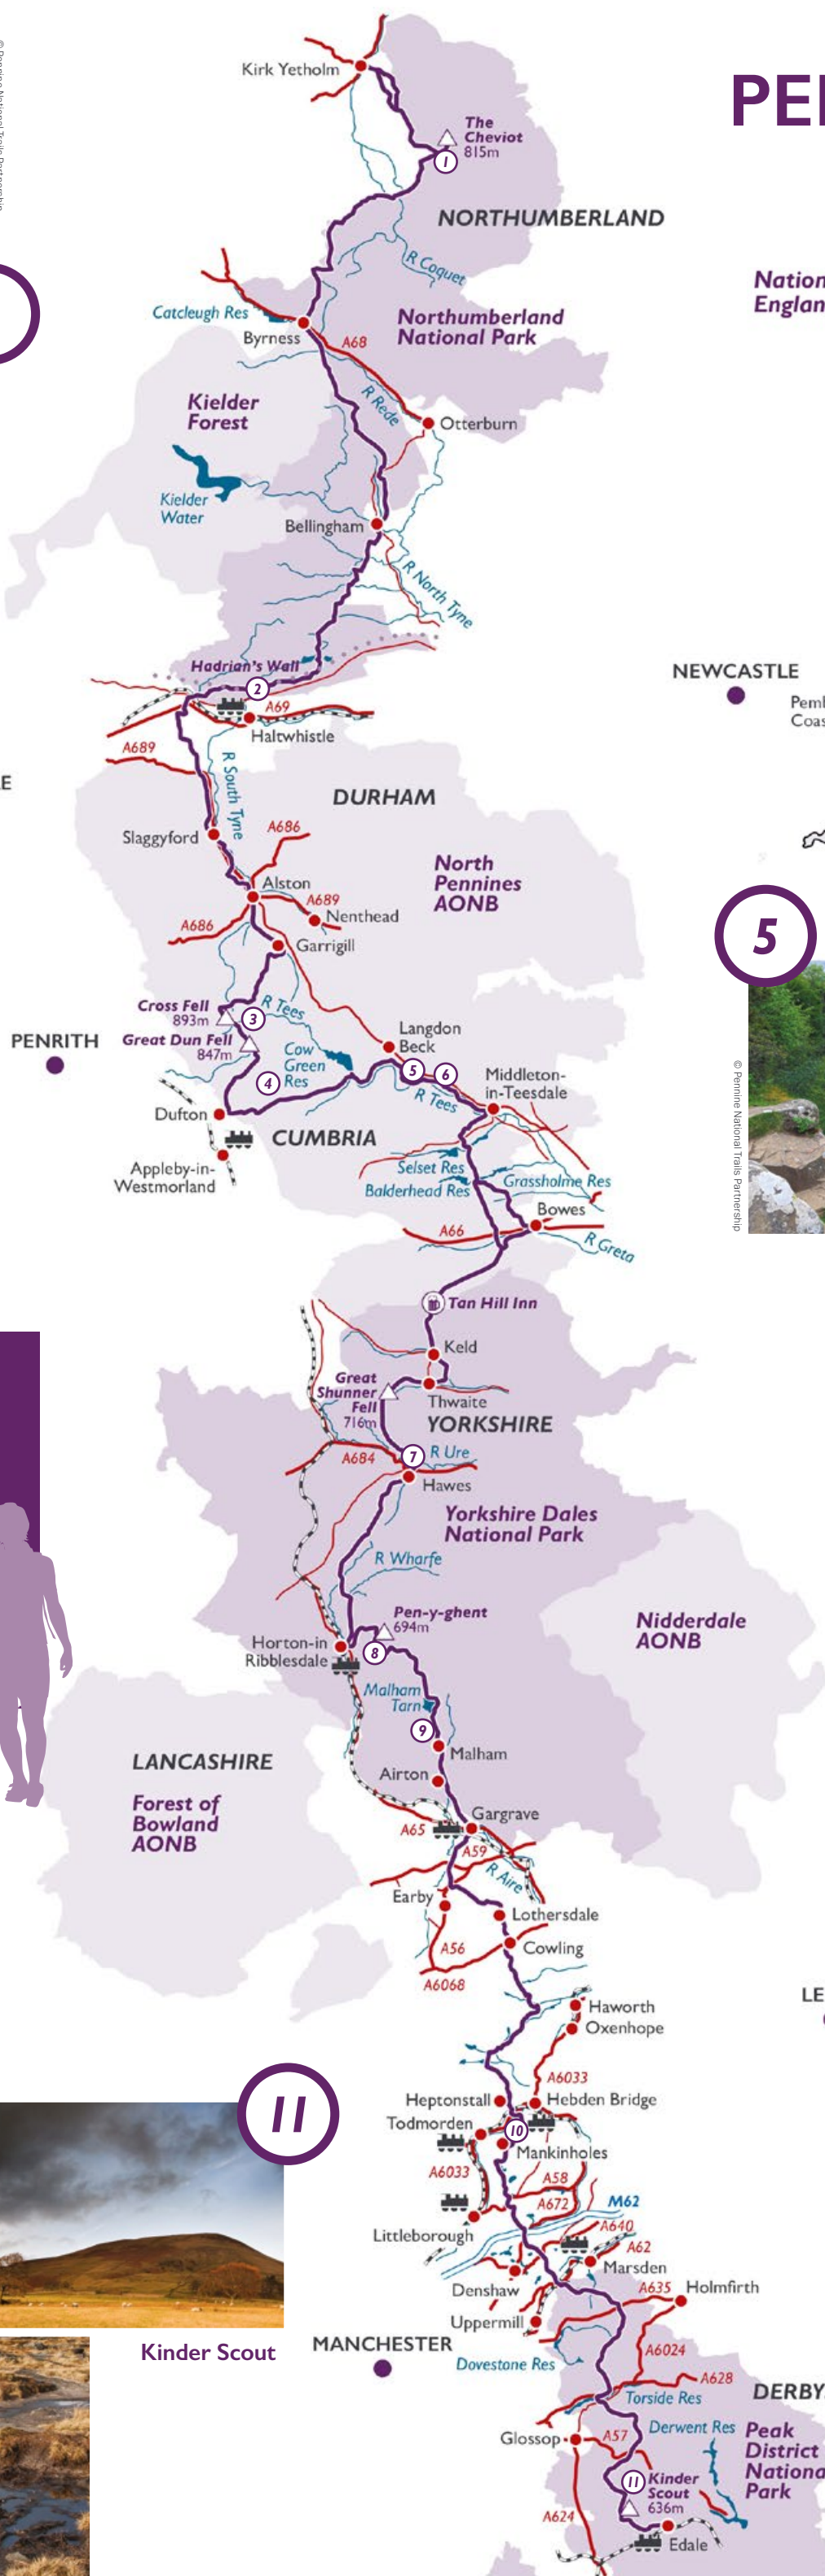 © Pennine National Trails Partnership
Kirk Yetholm
PEN
The
Cheviot
815m
1
NORTHUMBERLAND
R Coquet
Nation
Englan
Catcleugh Res
Northumberland
National Park
Byrness
A68
Kielder
Forest
R Rede
Otterburn
Kielder
Water
Bellingham
R North Tyne
Hadrian's Wall
2
NEWCASTLE
A69
Pemb
Coas
Haltwhistle
A689
R South Tyne
E
DURHAM
Slaggyford
A686
North
Pennines
AONB
Alston
A689
Nenthead
A686
Garrigill
5
Cross Fell
893m
R Tees
3
Great Dun Fell
847m
PENRITH
Langdon
Beck
Cow
Green
Res
4
5
6
Middleton-
in-Teesdale
R Tees
Dufton
CUMBRIA
© Pennine National Trails Partnership
Appleby-in-
Westmorland
Selset Res
Balderhead Res
Grassholme Res
Bowes
A66
R Greta
Tan Hill Inn
Keld
Great
Shunner
Fell
716m
Thwaite
YORKSHIRE
7
R Ure
A684
Hawes
Yorkshire Dales
National Park
R Wharfe
Pen-y-ghent
694m
Nidderdale
AONB
Horton-in
Ribblesdale
8
Malham
Tarn
9
Malham
LANCASHIRE
Airton
Forest of
Bowland
AONB
Gargrave
A65
A59
R Aire
Earby
Lothersdale
A56
Cowling
A6068
LE
Haworth
Oxenhope
11
A6033
Heptonstall
Hebden Bridge
Todmorden
10
Mankinholes
A6033
A58
A672
M62
Littleborough
A640
A62
Marsden
Denshaw
A635
Holmfirth
Uppermill
Kinder Scout
MANCHESTER
A6024
Dovestone Res
A628
DERBY
Torside Res
Glossop
A57
Derwent Res
Peak
District
Nationa
Park
11
Kinder
Scout
636m
A624
Edale